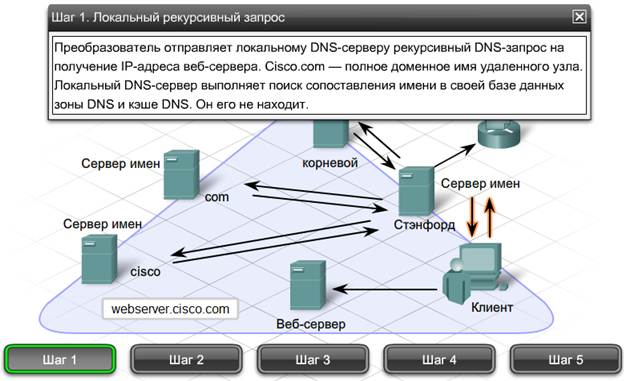 Шаг 1. Локальный рекурсивный запрос
Преобразователь отправляет локальному DNS-серверу рекурсивный DNS-запрос на
получение IP-адреса веб-сервера. Cisco.com — полное доменное имя удаленного узла.
Локальный DNS-сервер выполняет поиск сопоставления имени в своей базе данных
зоны DNS и кэше DNS. Он его не находит.
корневой
Сервер имен
com
Сервер имен
Стэнфорд
Сервер имен
cisco
webserver.cisco.com
Веб-сервер
Клиент
Шаг 1
Шаг 2
Шаг 3
Шаг 4
Шаг 5